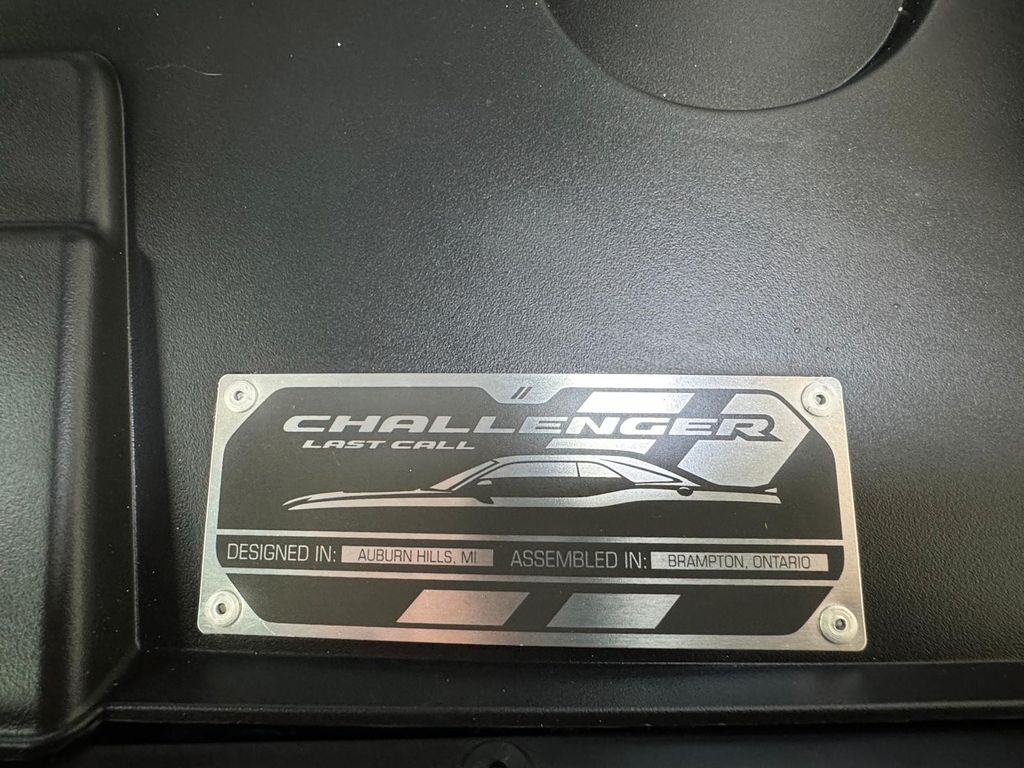 CHALLENGER
LAST CALL
DESIGNED IN: AUBURN HILLS, MI ASSEMBLED IN: BRAMPTON, ONTARIO